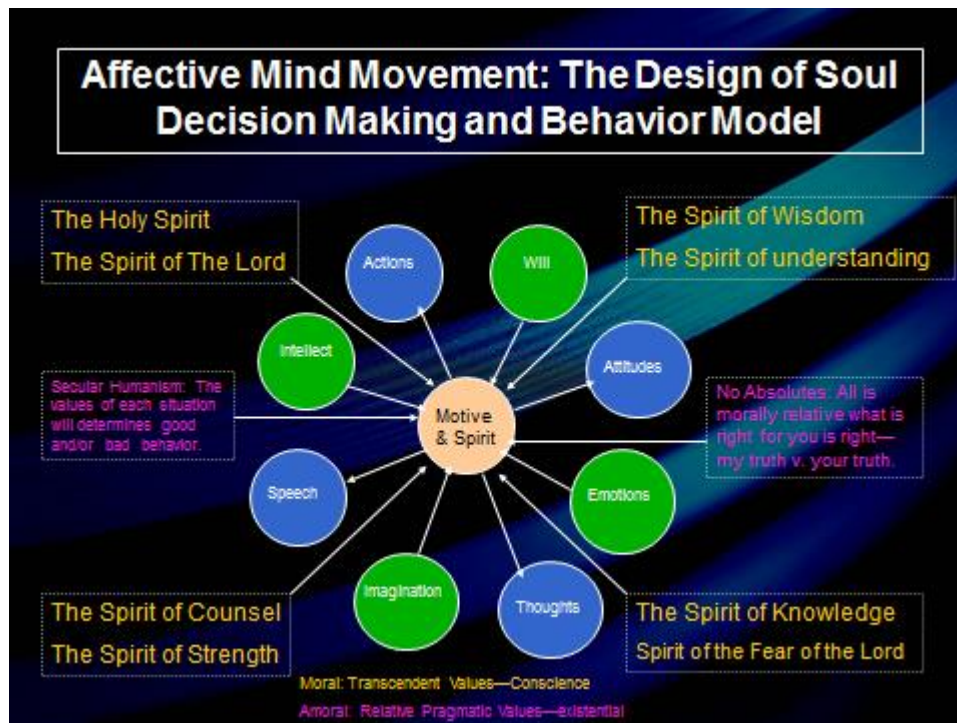 Affective Mind Movement: The Design of Soul
Decision Making and Behavior Model
The Holy Spirit
The Spirit of The Lord
The Spirit of Wisdom
The Spirit of understanding
Actions
Will
Intellect
Attitudes
Secular Humanism: The
values of each situation
will determines good
and/or bad behavior.
Motive
& Spirit
No Absolutes: All is
morally relative what is
right for you is right—
my truth v. your truth.
Speech
Emotions
Imagination
Thoughts
The Spirit of Counsel
The Spirit of Strength
The Spirit of Knowledge
Spirit of the Fear of the Lord
Moral: Transcendent Values—Conscience
Amoral: Relative Pragmatic Values—existential